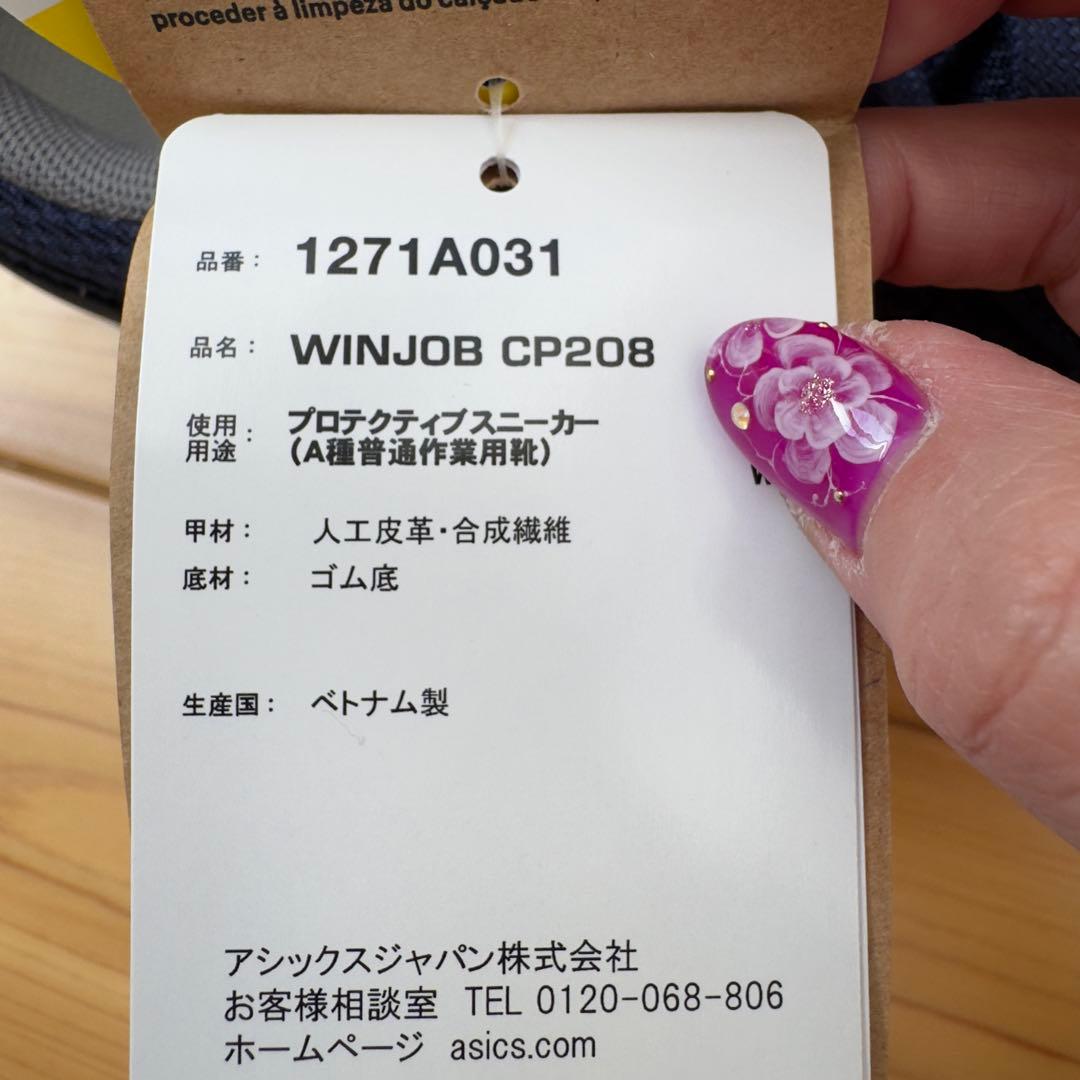 proceder à limpeza do calçado
品番： 1271A031
品名： WINJOB CP208
使用用途： プロテクティブスニーカー
（A種普通作業用靴）
甲材： 人工皮革・合成繊維
底材： ゴム底
生産国： ベトナム製
アシックスジャパン株式会社
お客様相談室 TEL 0120-068-806
ホームページ asics.com